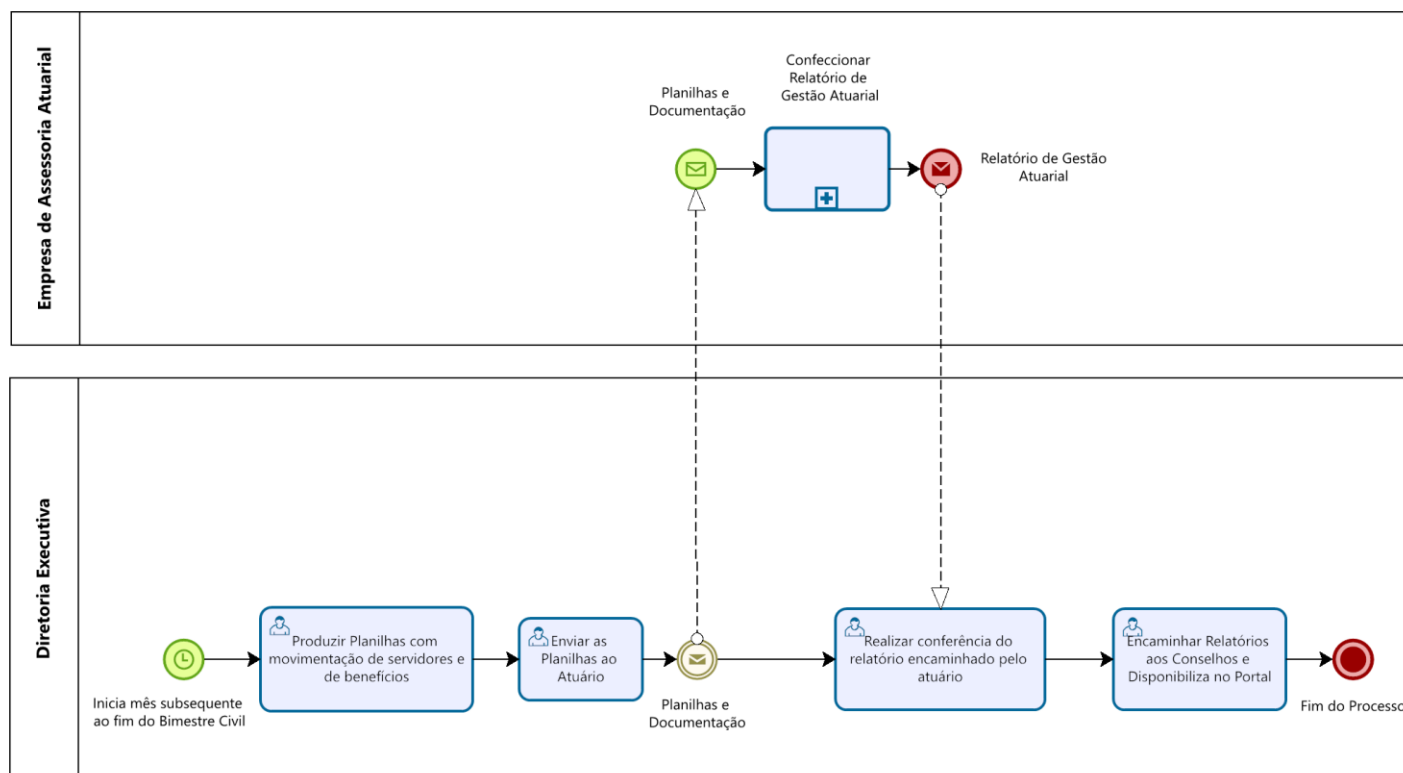 Empresa de Assessoria Atuarial
Planilhas e
Documentação
Confeccionar
Relatório de
Gestão Atuarial
Relatório de Gestão
Atuarial
Diretoria Executiva
Inicia mês subsequente
ao fim do Bimestre Civil
Produzir Planilhas com
movimentação de servidores e
de benefícios
Enviar as
Planilhas ao
Atuário
Planilhas e
Documentação
Realizar conferência do
relatório encaminhado pelo
atuário
Encaminhar Relatórios
aos Conselhos e
Disponibiliza no Portal
Fim do Processo